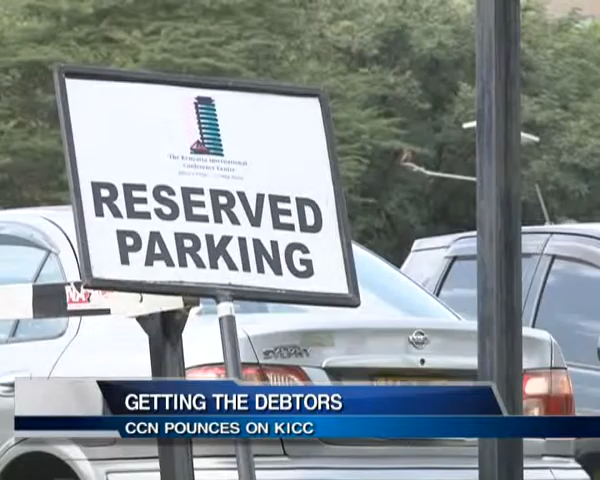 The Kenyatta International
Conference Centre
RESERVED
PARKING
SYLPHY
GETTING THE DEBTORS
CCN POUNCES ON KICC